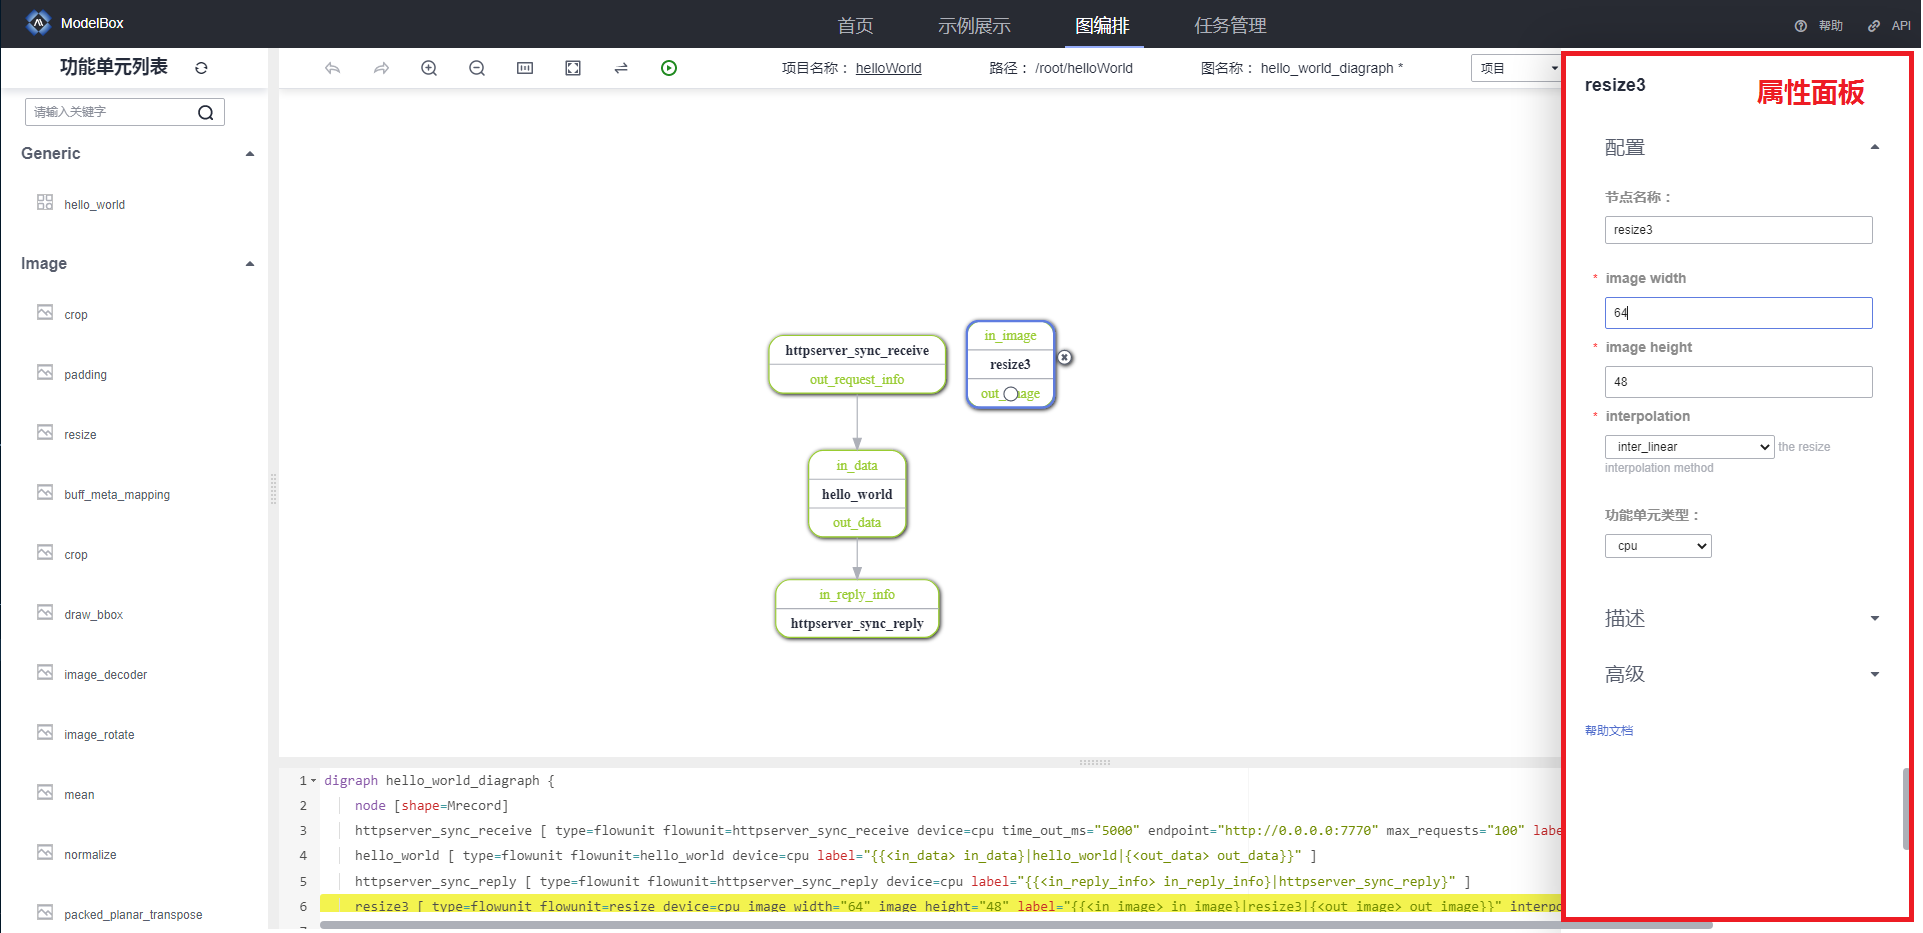 ModelBox
首页
示例展示
图编排
任务管理
帮助
API
功能单元列表
项目名称： helloWorld
路径： /root/helloWorld
图名称： hello_world_diagraph *
项目
请输入关键字
Generic
hello_world
Image
crop
padding
resize
buff_meta_mapping
crop
draw_bbox
image_decoder
image_rotate
mean
normalize
packed_planar_transpose
httpserver_sync_receive
out_request_info
in_image
resize3
out_image
in_data
hello_world
out_data
in_reply_info
httpserver_sync_reply
1 digraph hello_world_diagraph {
2 node [shape=Mrecord]
3 httpserver_sync_receive [ type=flowunit flowunit=httpserver_sync_receive device=cpu time_out_ms="5000" endpoint="http://0.0.0.0:7770" max_requests="100" labe
4 hello_world [ type=flowunit flowunit=hello_world device=cpu label="{{<in_data> in_data}|hello_world|{<out_data> out_data}}" ]
5 httpserver_sync_reply [ type=flowunit flowunit=httpserver_sync_reply device=cpu label="{{<in_reply_info> in_reply_info}|httpserver_sync_reply}" ]
6 resize3 [ type=flowunit flowunit=resize device=cpu image_width="64" image_height="48" label="{{<in_image> in_image}|resize3|{<out_image> out_image}}" interpo
7
resize3
属性面板
配置
节点名称：
resize3
* image width
64
* image height
48
* interpolation
inter_linear the resize
interpolation method
功能单元类型：
cpu
描述
高级
帮助文档